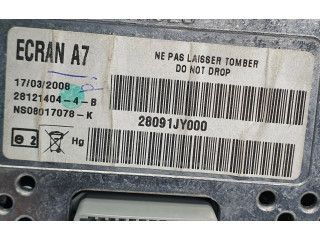 ECRAN A7
NE PAS LAISSER TOMBER
DO NOT DROP
17/03/2008
28121404-4-B
NS08017078-K
28091JY000
Hg
2